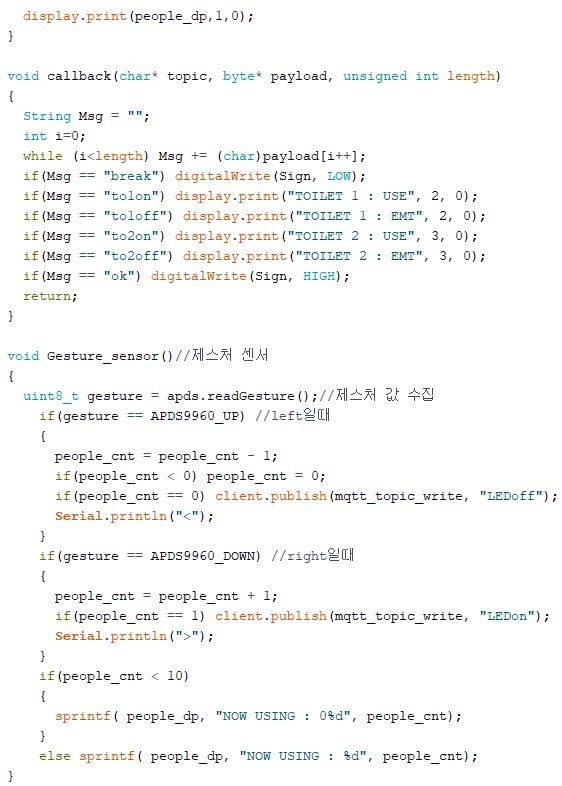 display.print(people_dp,1,0);
}
void callback(char* topic, byte* payload, unsigned int length)
{
String Msg = "";
int i=0;
while (i<length) Msg += (char)payload[i++];
if(Msg == "break") digitalWrite(Sign, LOW);
if(Msg == "to1on") display.print("TOILET 1 : USE", 2, 0);
if(Msg == "to1off") display.print("TOILET 1 : EMT", 2, 0);
if(Msg == "to2on") display.print("TOILET 2 : USE", 3, 0);
if(Msg == "to2off") display.print("TOILET 2 : EMT", 3, 0);
if(Msg == "ok") digitalWrite(Sign, HIGH);
return;
}
void Gesture_sensor()//제스처 센서
{
uint8_t gesture = apds.readGesture();//제스처 값 수집
if(gesture == APDS9960_UP) //left일때
{
people_cnt = people_cnt - 1;
if(people_cnt < 0) people_cnt = 0;
if(people_cnt == 0) client.publish(mqtt_topic_write, "LEDoff");
Serial.println("<");
}
if(gesture == APDS9960_DOWN) //right일때
{
people_cnt = people_cnt + 1;
if(people_cnt == 1) client.publish(mqtt_topic_write, "LEDon");
Serial.println(">");
}
if(people_cnt < 10)
{
sprintf( people_dp, "NOW USING : 0%d", people_cnt);
}
else sprintf( people_dp, "NOW USING : %d", people_cnt);
}